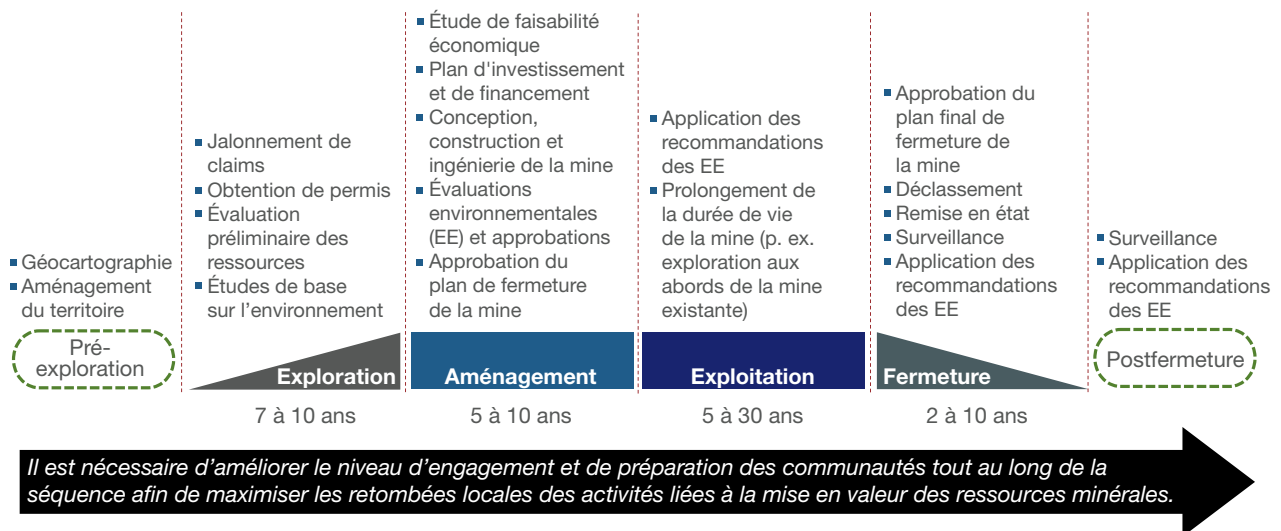 ■ Géocartographie
■ Aménagement
du territoire
Pré-
exploration
■ Jalonnement de
claims
■ Obtention de permis
■ Évaluation
préliminaire des
ressources
■ Études de base
sur l’environnement
Exploration
7 à 10 ans
■ Étude de faisabilité
économique
■ Plan d'investissement
et de financement
■ Conception,
construction et
ingénierie de la mine
■ Évaluations
environnementales
(EE) et approbations
■ Approbation du
plan de fermeture
de la mine
Aménagement
5 à 10 ans
■ Application des
recommandations
des EE
■ Prolongement de
la durée de vie
de la mine (p. ex.
exploration aux
abords de la mine
existante)
Exploitation
5 à 30 ans
■ Approbation du
plan final de
fermeture de
la mine
■ Déclassement
■ Remise en état
■ Surveillance
■ Application des
recommandations
des EE
Fermeture
2 à 10 ans
■ Surveillance
■ Application des
recommandations
des EE
Postfermeture
Il est nécessaire d’améliorer le niveau d’engagement et de préparation des communautés tout au long de la
séquence afin de maximiser les retombées locales des activités liées à la mise en valeur des ressources minérales.